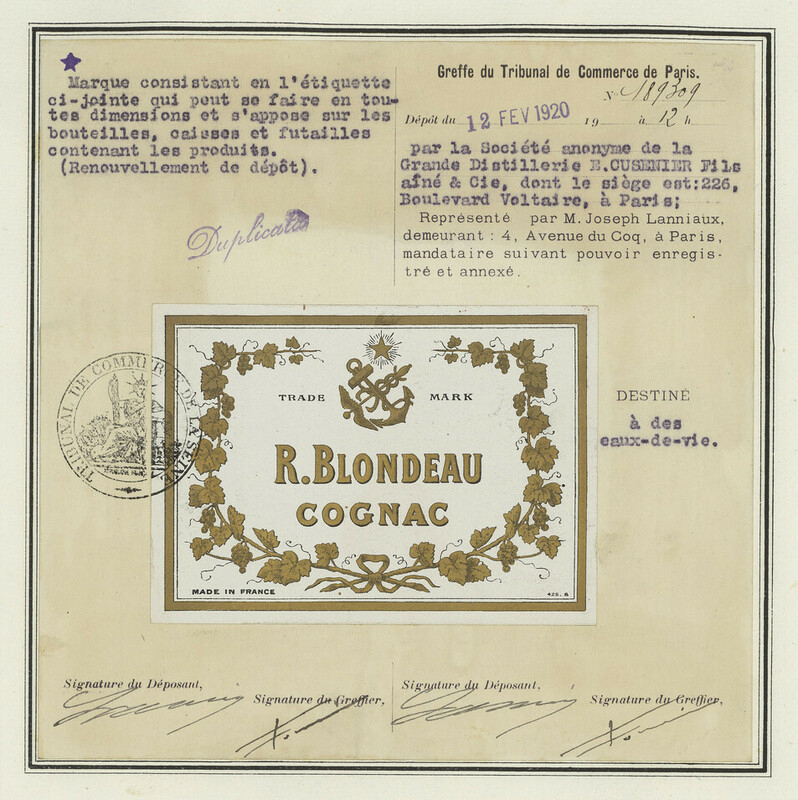 Marque consistant en l'étiquette
ci-jointe qui peut se faire en tou-
tes dimensions et s'appose sur les
bouteilles, caisses et futailles
contenant les produits.
(Renouvellement de dépôt).
Duplicata
Greffe du Tribunal de Commerce de Paris.
N° 189309
Dépôt du 12 FEV 1920 19 à 12 h
par la Société anonyme de la
Grande Distillerie E.CUSENIER Fils
aîné & Cie, dont le siège est:226,
Boulevard Voltaire, à Paris;
Représenté par M. Joseph Lanniaux,
demeurant : 4, Avenue du Coq, à Paris,
mandataire suivant pouvoir enregis-
tré et annexé.
TRIBUNAL DE COMMERCE DE LA SEINE
TRADE MARK
R.BLONDEAU
COGNAC
MADE IN FRANCE
DESTINÉ
à des
eaux-de-vie.
Signature du Déposant,
Signature du Greffier,
Signature du Déposant,
Signature du Greffier,